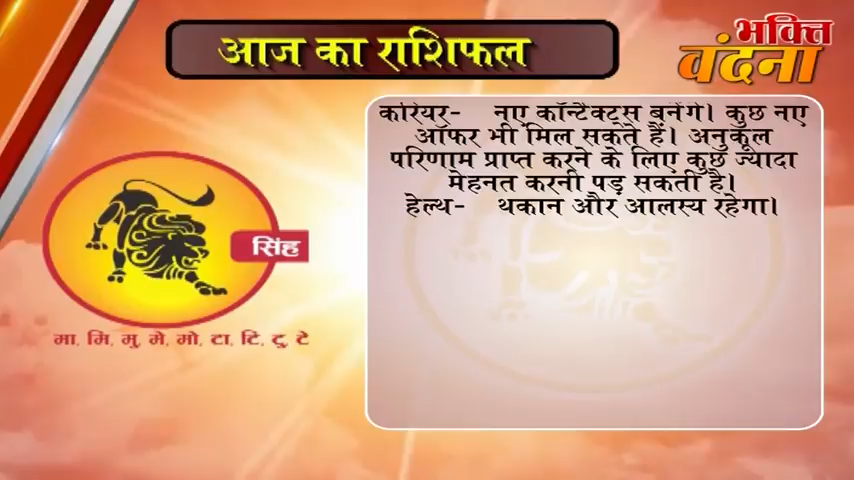 आज का राशिफल
भक्ति
वंदना
करियर- नए कॉन्टैक्ट्स बनेंगे। कुछ नए
ऑफर भी मिल सकते हैं। अनुकूल
परिणाम प्राप्त करने के लिए कुछ ज्यादा
मेहनत करनी पड़ सकती है।
हेल्थ- थकान और आलस्य रहेगा।
सिंह
मा, मि, मु, मे, मो, टा, टि, टु, टे